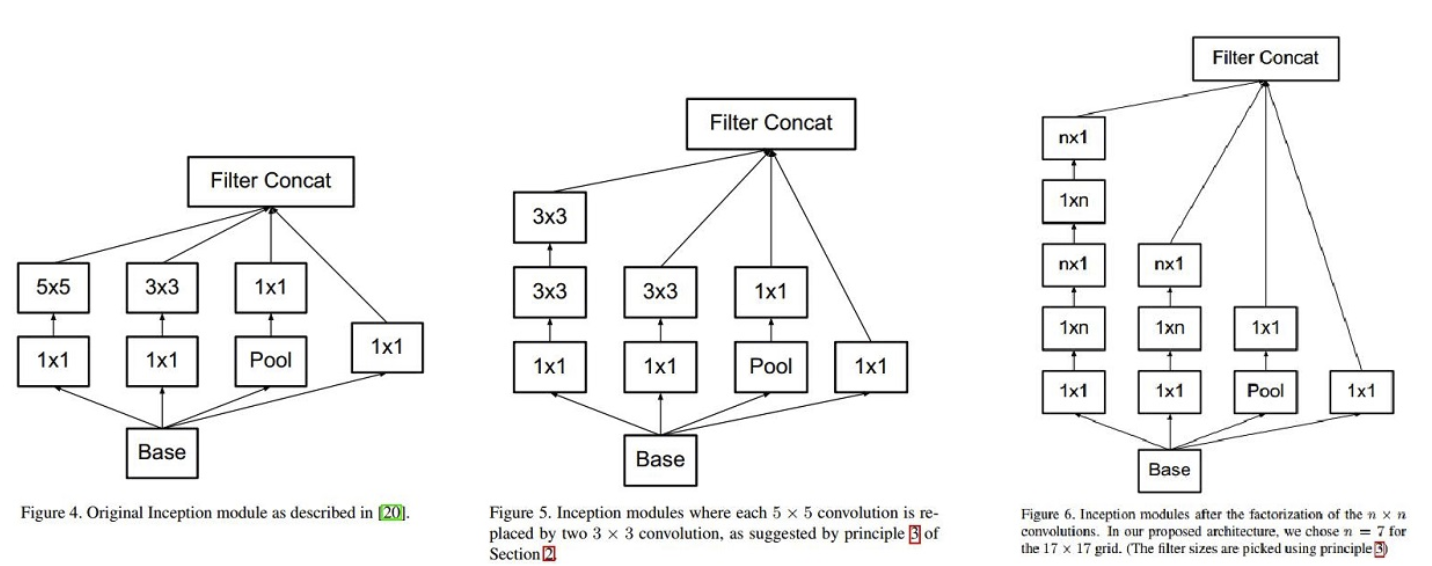 Filter Concat
5x5
3x3
1x1
1x1
1x1
Pool
1x1
Base
Figure 4. Original Inception module as described in [20].
Filter Concat
3x3
3x3
3x3
1x1
1x1
1x1
Pool
1x1
Base
Figure 5. Inception modules where each 5 × 5 convolution is re-
placed by two 3 × 3 convolution, as suggested by principle 3 of
Section 2.
Filter Concat
nx1
1xn
nx1
nx1
1xn
1xn
1x1
1x1
1x1
Pool
1x1
Base
Figure 6. Inception modules after the factorization of the n × n
convolutions. In our proposed architecture, we chose n = 7 for
the 17 × 17 grid. (The filter sizes are picked using principle 3)